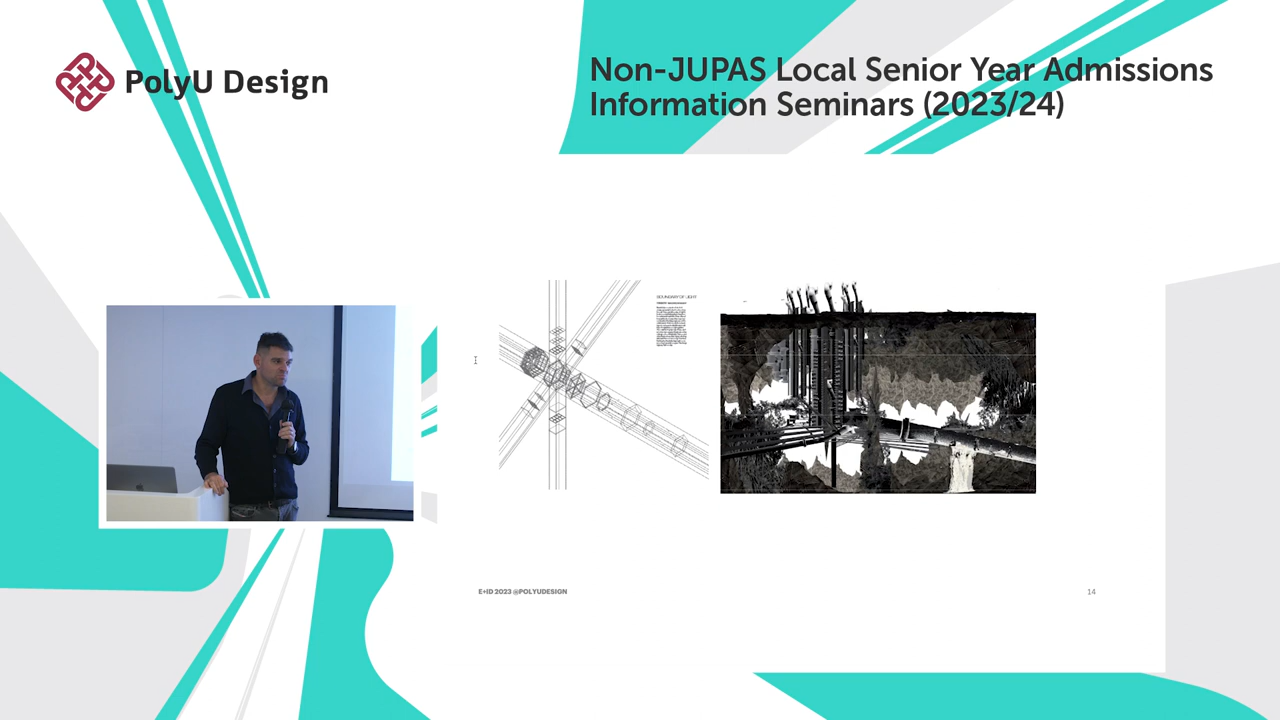 PolyU Design
Non-JUPAS Local Senior Year Admissions
Information Seminars (2023/24)
BOUNDARY OF LIGHT
E+ID 2023 @POLYUDESIGN
14